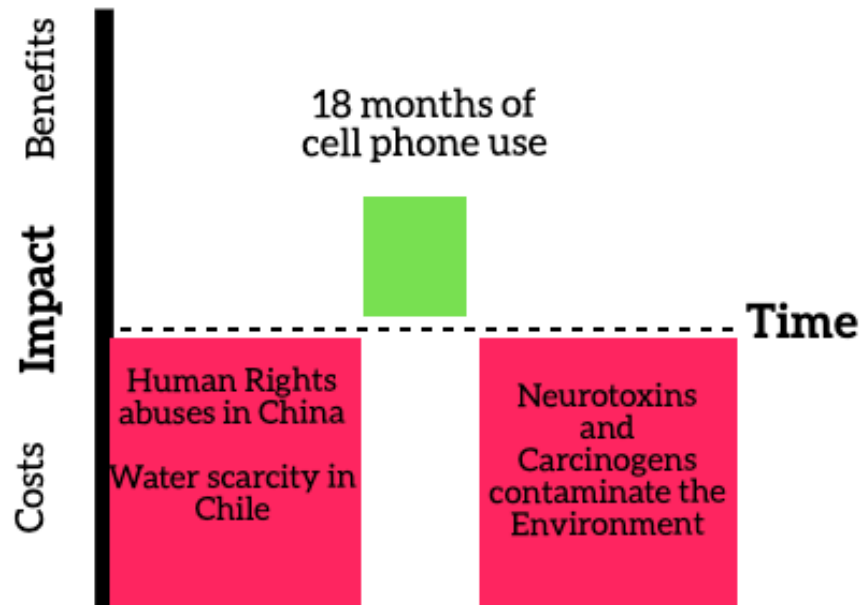 Benefits
18 months of
cell phone use
Impact
Time
Human Rights
abuses in China
Water scarcity in
Chile
Costs
Neurotoxins
and
Carcinogens
contaminate the
Environment